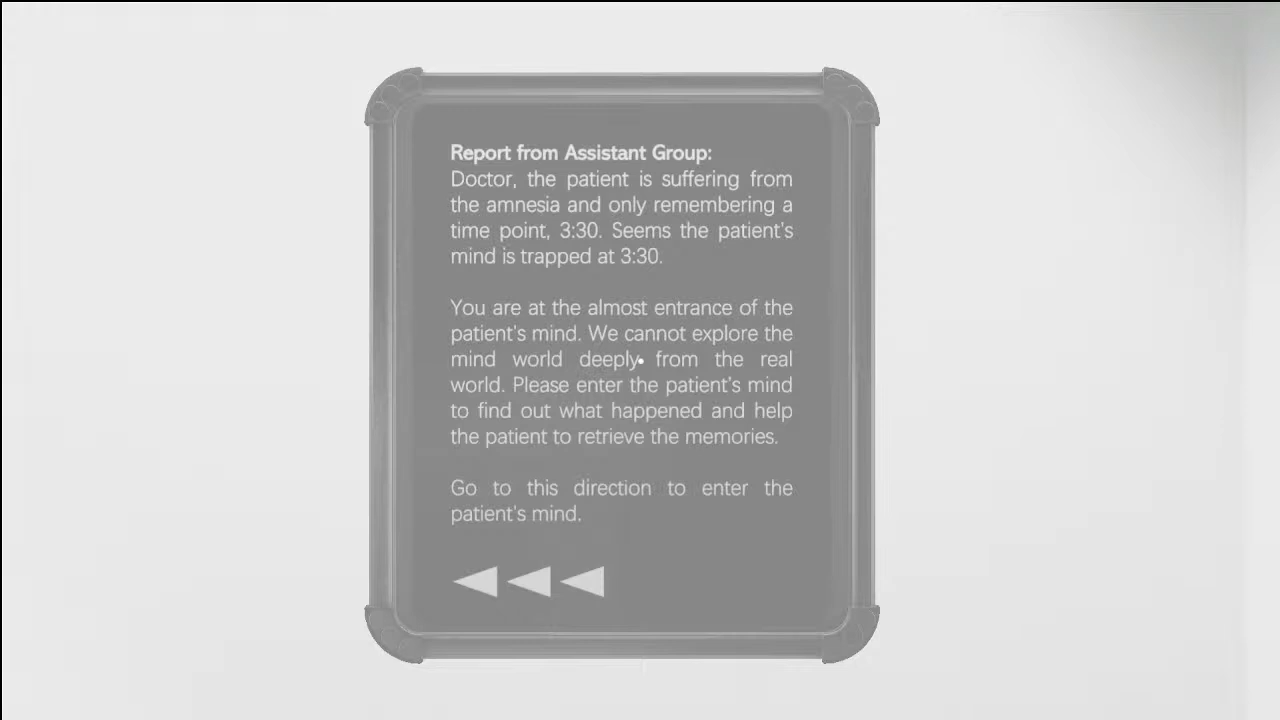 Report from Assistant Group:
Doctor, the patient is suffering from
the amnesia and only remembering a
time point, 3:30. Seems the patient's
mind is trapped at 3:30.
You are at the almost entrance of the
patient's mind. We cannot explore the
mind world deeply from the real
world. Please enter the patient's mind
to find out what happened and help
the patient to retrieve the memories.
Go to this direction to enter the
patient's mind.